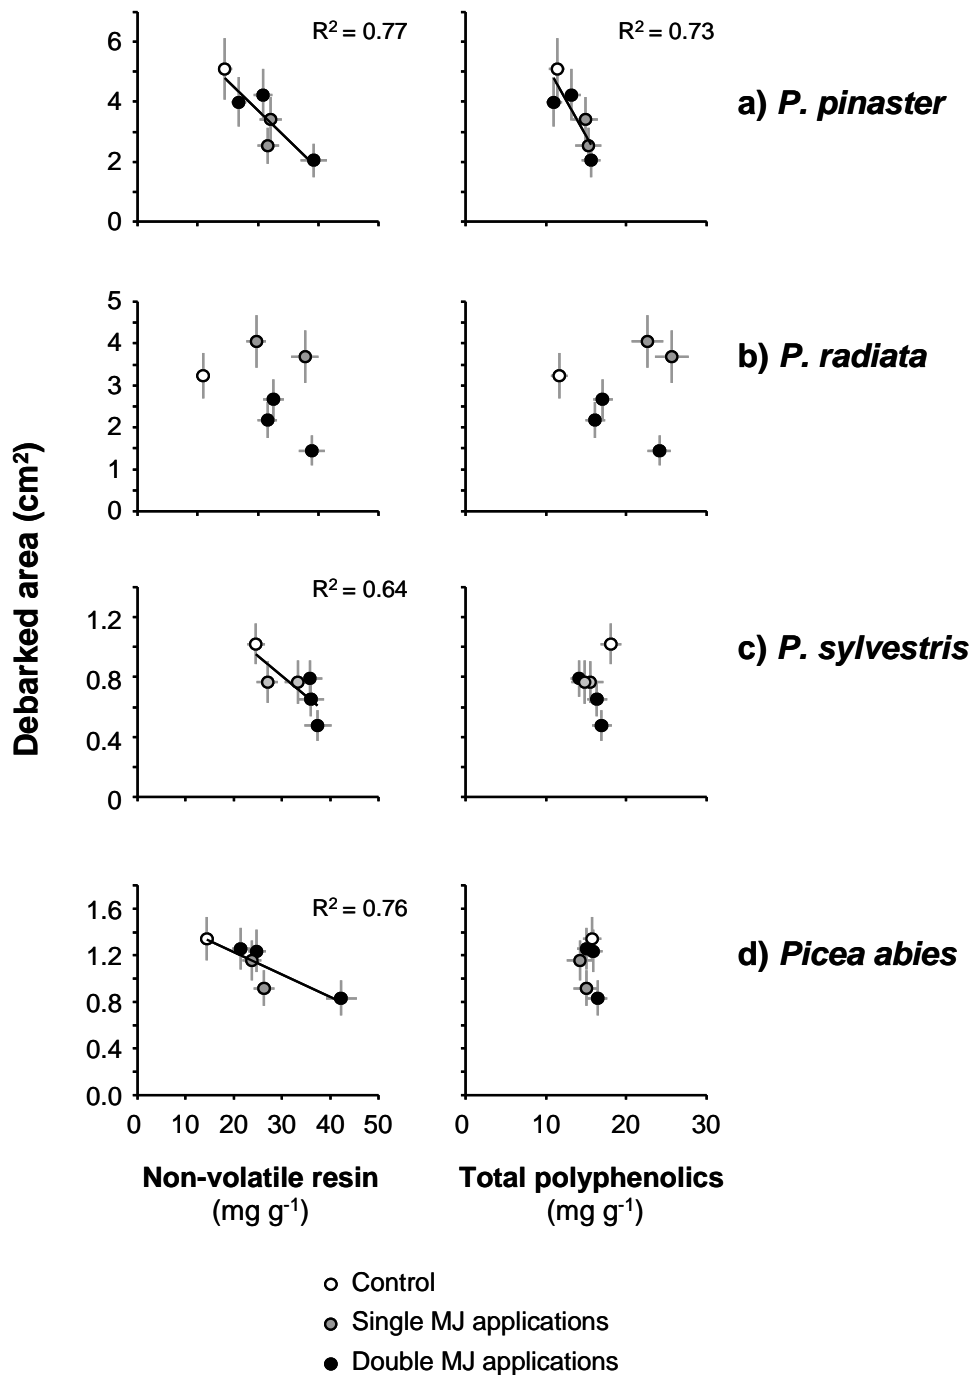 R² = 0.77
R² = 0.73
a) P. pinaster
6
4
2
0
b) P. radiata
5
4
3
2
1
0
Debarked area (cm²)
R² = 0.64
c) P. sylvestris
1.2
0.8
0.4
0
R² = 0.76
d) Picea abies
1.6
1.2
0.8
0.4
0.0
0 10 20 30 40 50
0 10 20 30
Non-volatile resin
(mg g⁻¹)
Total polyphenolics
(mg g⁻¹)
Control
Single MJ applications
Double MJ applications